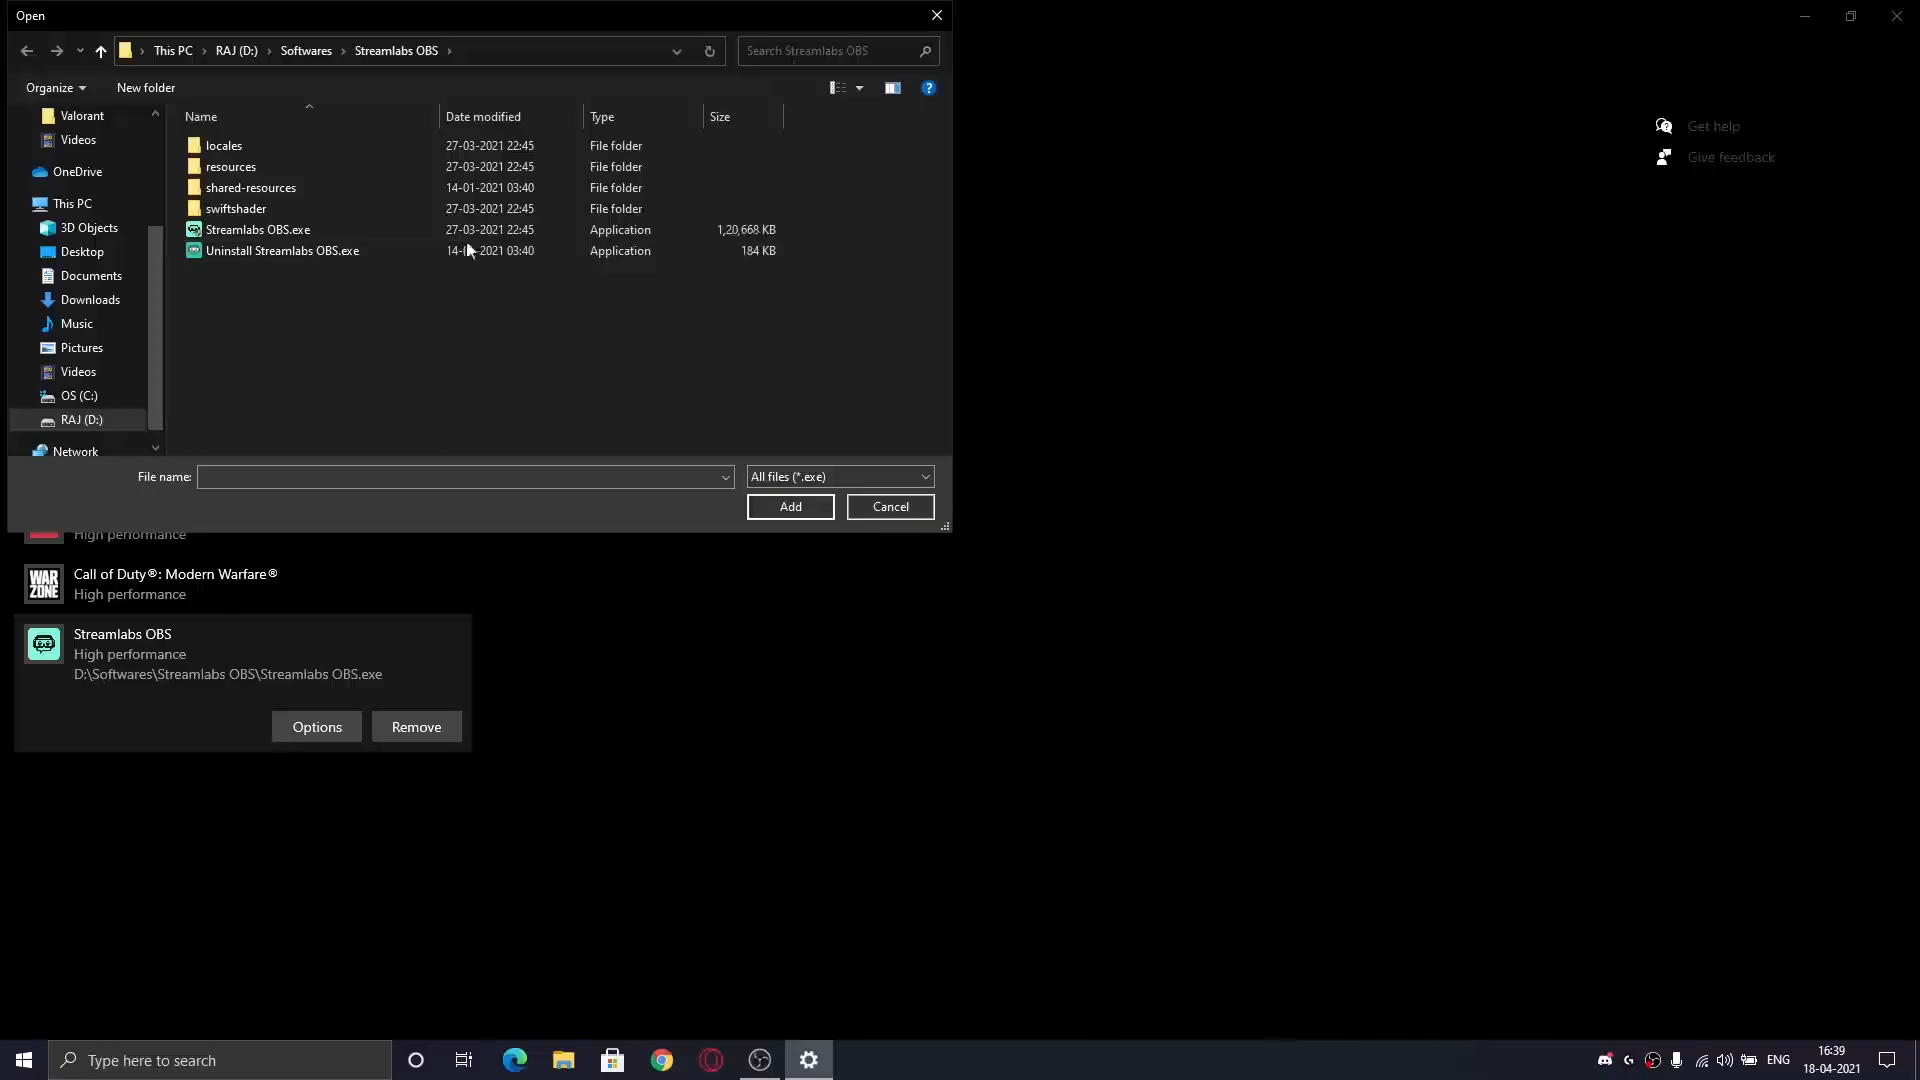 Open
This PC
RAJ (D:)
Softwares
Streamlabs OBS
Search Streamlabs OBS
Organize
New folder
Name
Date modified
Type
Size
locales
27-03-2021 22:45
File folder
resources
27-03-2021 22:45
File folder
shared-resources
14-01-2021 03:40
File folder
swiftshader
27-03-2021 22:45
File folder
Streamlabs OBS.exe
27-03-2021 22:45
Application
1,20,668 KB
Uninstall Streamlabs OBS.exe
2021 03:40
Application
184 KB
Valorant
Videos
OneDrive
This PC
3D Objects
Desktop
Documents
Downloads
Music
Pictures
Videos
OS (C:)
RAJ (D:)
Network
File name:
All files (*.exe)
Add
Cancel
Get help
Give feedback
High performance
WAR
ZONE
Call of Duty®: Modern Warfare®
High performance
Streamlabs OBS
High performance
D:\Softwares\Streamlabs OBS\Streamlabs OBS.exe
Options
Remove
Type here to search
ENG
16:39
18-04-2021